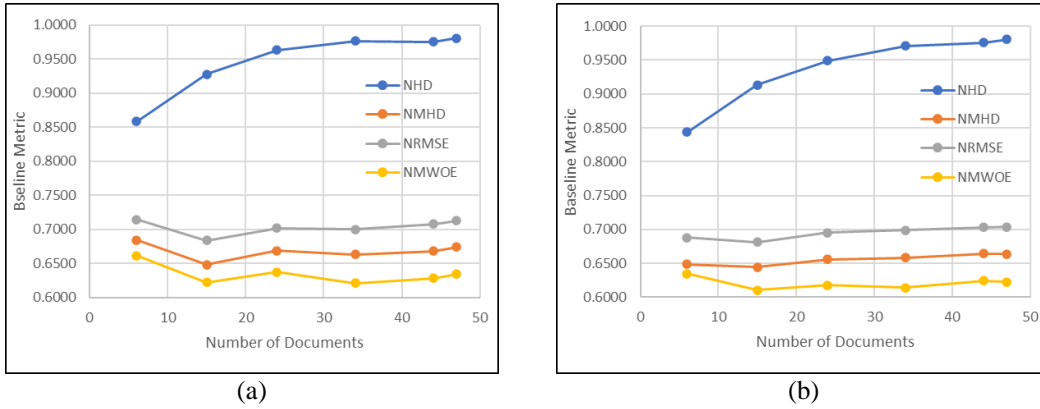 1.0000
0.9500
0.9000
0.8500
0.8000
0.7500
0.7000
0.6500
0.6000
Bseline Metric
NHD
NMHD
NRMSE
NMWOE
0 10 20 30 40 50
Number of Documents
(a)
1.0000
0.9500
0.9000
0.8500
0.8000
0.7500
0.7000
0.6500
0.6000
Baseline Metric
NHD
NMHD
NRMSE
NMWOE
0 10 20 30 40 50
Number of Documents
(b)